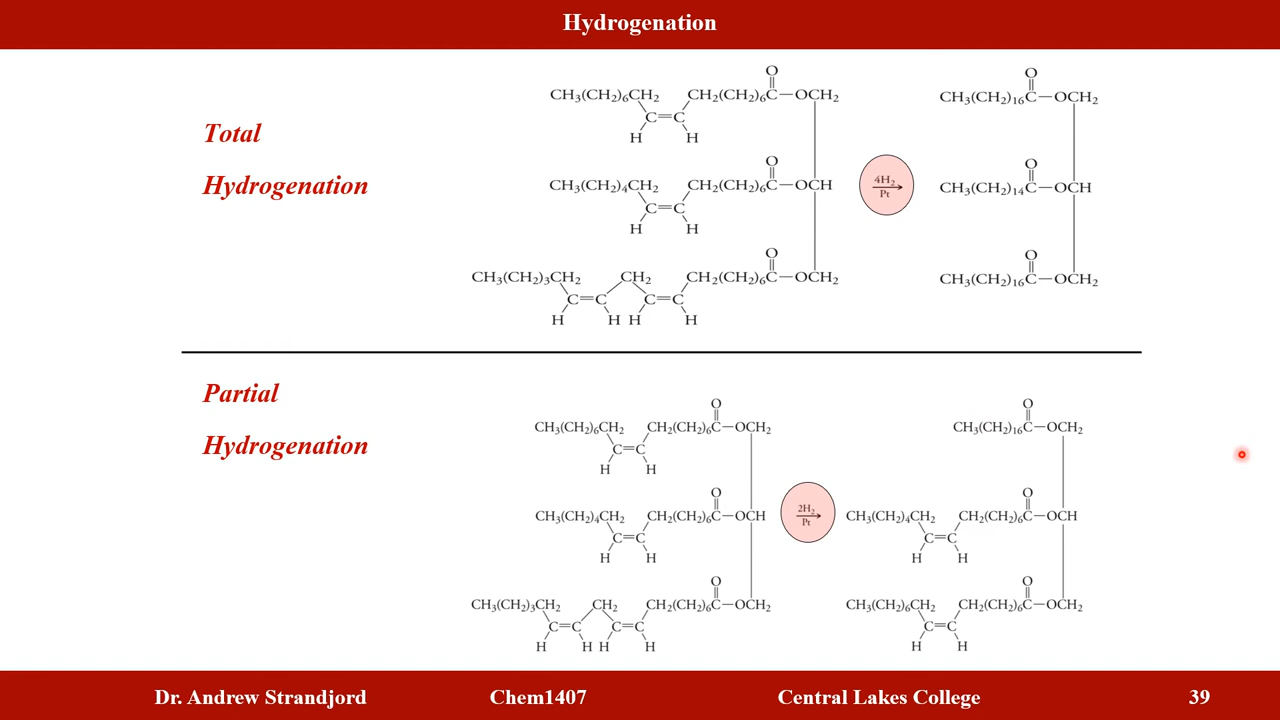 Hydrogenation
Total
Hydrogenation
O
CH₃(CH₂)₆CH₂ CH₂(CH₂)₆C—OCH₂
C=C
H H
O
CH₃(CH₂)₄CH₂ CH₂(CH₂)₆C—OCH
C=C
H H
O
CH₃(CH₂)₃CH₂ CH₂ CH₂(CH₂)₆C—OCH₂
C=C C=C
H H H H
4H₂
Pt
O
CH₃(CH₂)₁₆C—OCH₂
O
CH₃(CH₂)₁₄C—OCH
O
CH₃(CH₂)₁₆C—OCH₂
Partial
Hydrogenation
O
CH₃(CH₂)₆CH₂ CH₂(CH₂)₆C—OCH₂
C=C
H H
O
CH₃(CH₂)₄CH₂ CH₂(CH₂)₆C—OCH
C=C
H H
O
CH₃(CH₂)₃CH₂ CH₂ CH₂(CH₂)₆C—OCH₂
C=C C=C
H H H H
2H₂
Pt
O
CH₃(CH₂)₁₆C—OCH₂
O
CH₃(CH₂)₄CH₂ CH₂(CH₂)₆C—OCH
C=C
H H
O
CH₃(CH₂)₆CH₂ CH₂(CH₂)₆C—OCH₂
C=C
H H
Dr. Andrew Strandjord Chem1407 Central Lakes College 39